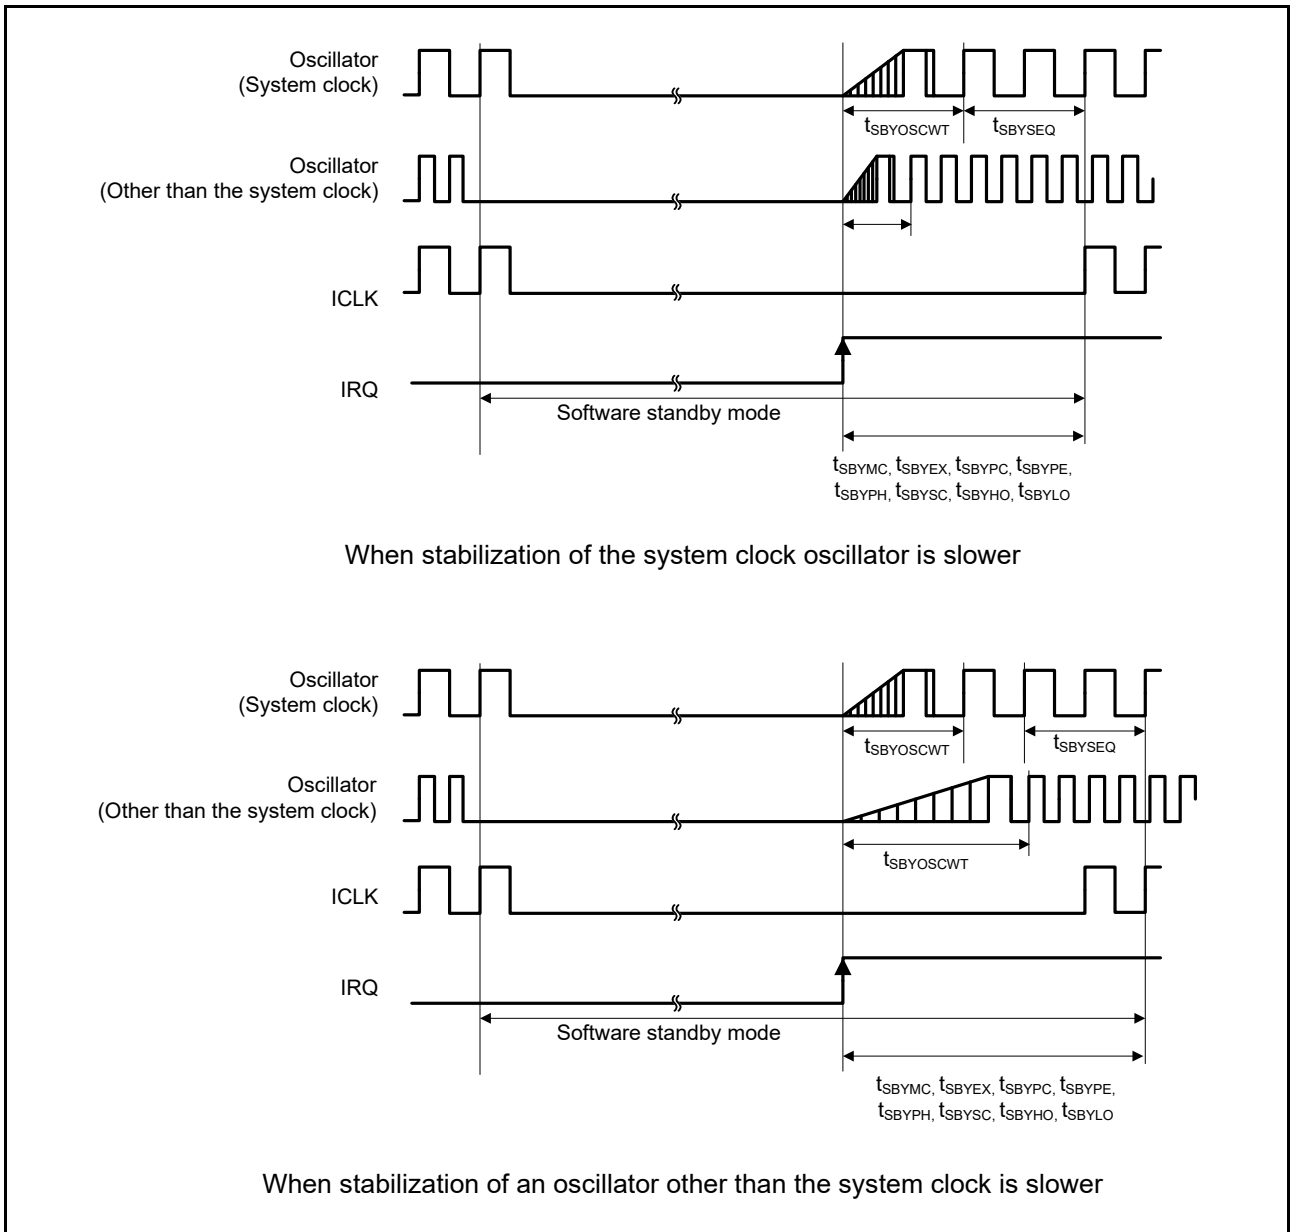 Oscillator
(System clock)
tSBYOSCWT
tSBYSEQ
Oscillator
(Other than the system clock)
ICLK
IRQ
Software standby mode
tSBYMC, tSBYEX, tSBYPC, tSBYPE,
tSBYPH, tSBYSC, tSBYHO, tSBYLO
When stabilization of the system clock oscillator is slower
Oscillator
(System clock)
tSBYOSCWT
tSBYSEQ
Oscillator
(Other than the system clock)
tSBYOSCWT
ICLK
IRQ
Software standby mode
tSBYMC, tSBYEX, tSBYPC, tSBYPE,
tSBYPH, tSBYSC, tSBYHO, tSBYLO
When stabilization of an oscillator other than the system clock is slower